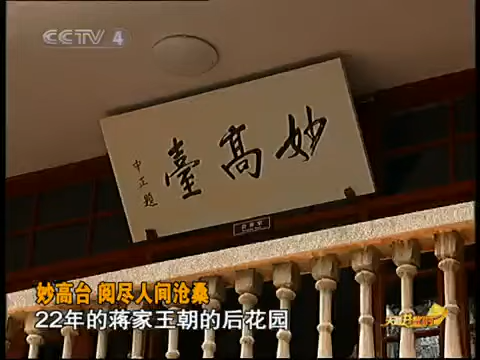 CCTV 4
妙高臺
中正題
妙高台 阅尽人间沧桑
22年的蒋家王朝的后花园